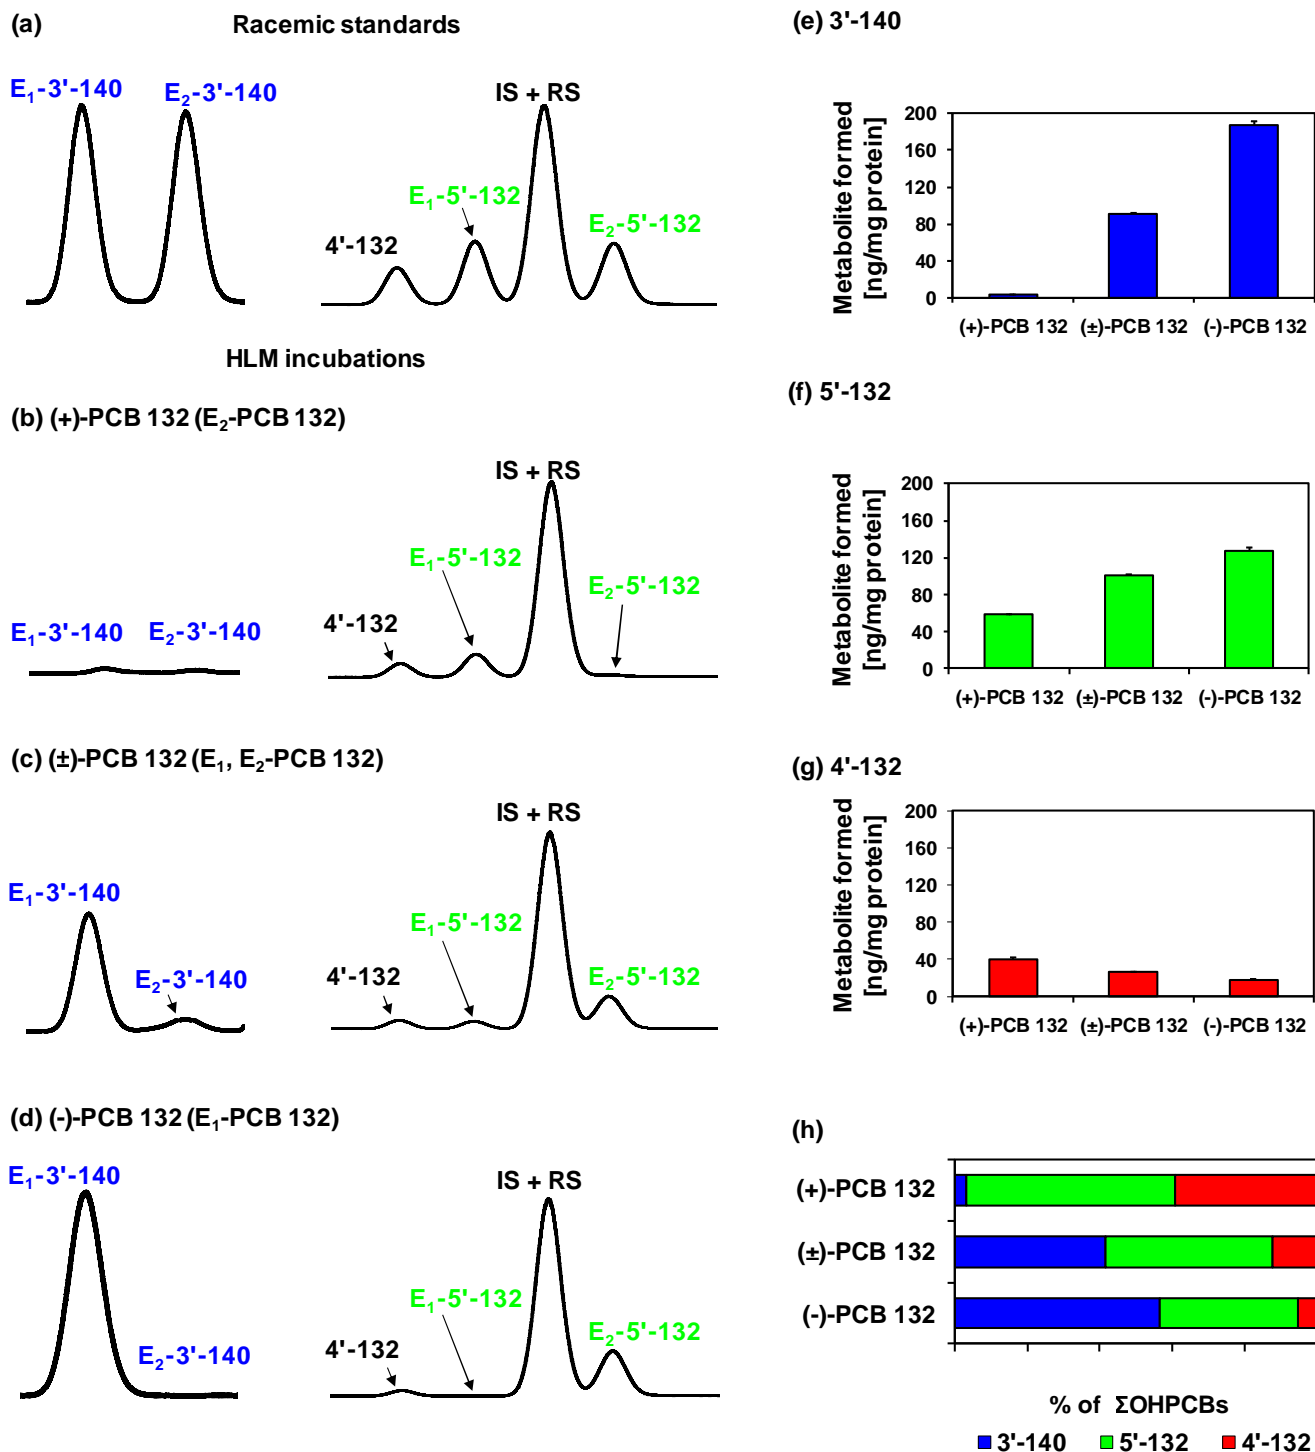 (a)
Racemic standards
E1-3'-140
E2-3'-140
IS + RS
E1-5'-132
E2-5'-132
4'-132
HLM incubations
(b) (+)-PCB 132 (E2-PCB 132)
IS + RS
E1-5'-132
E2-5'-132
4'-132
E1-3'-140
E2-3'-140
(c) (±)-PCB 132 (E1, E2-PCB 132)
IS + RS
E1-3'-140
E1-5'-132
E2-3'-140
4'-132
E2-5'-132
(d) (-)-PCB 132 (E1-PCB 132)
E1-3'-140
IS + RS
E1-5'-132
E2-5'-132
4'-132
E2-3'-140
(e) 3'-140
Metabolite formed
[ng/mg protein]
200
160
120
80
40
0
(+)-PCB 132 (±)-PCB 132 (-)-PCB 132
(f) 5'-132
Metabolite formed
[ng/mg protein]
200
160
120
80
40
0
(+)-PCB 132 (±)-PCB 132 (-)-PCB 132
(g) 4'-132
Metabolite formed
[ng/mg protein]
200
160
120
80
40
0
(+)-PCB 132 (±)-PCB 132 (-)-PCB 132
(h)
(+)-PCB 132
(±)-PCB 132
(-)-PCB 132
% of ΣOHPCBs
3'-140 5'-132 4'-132